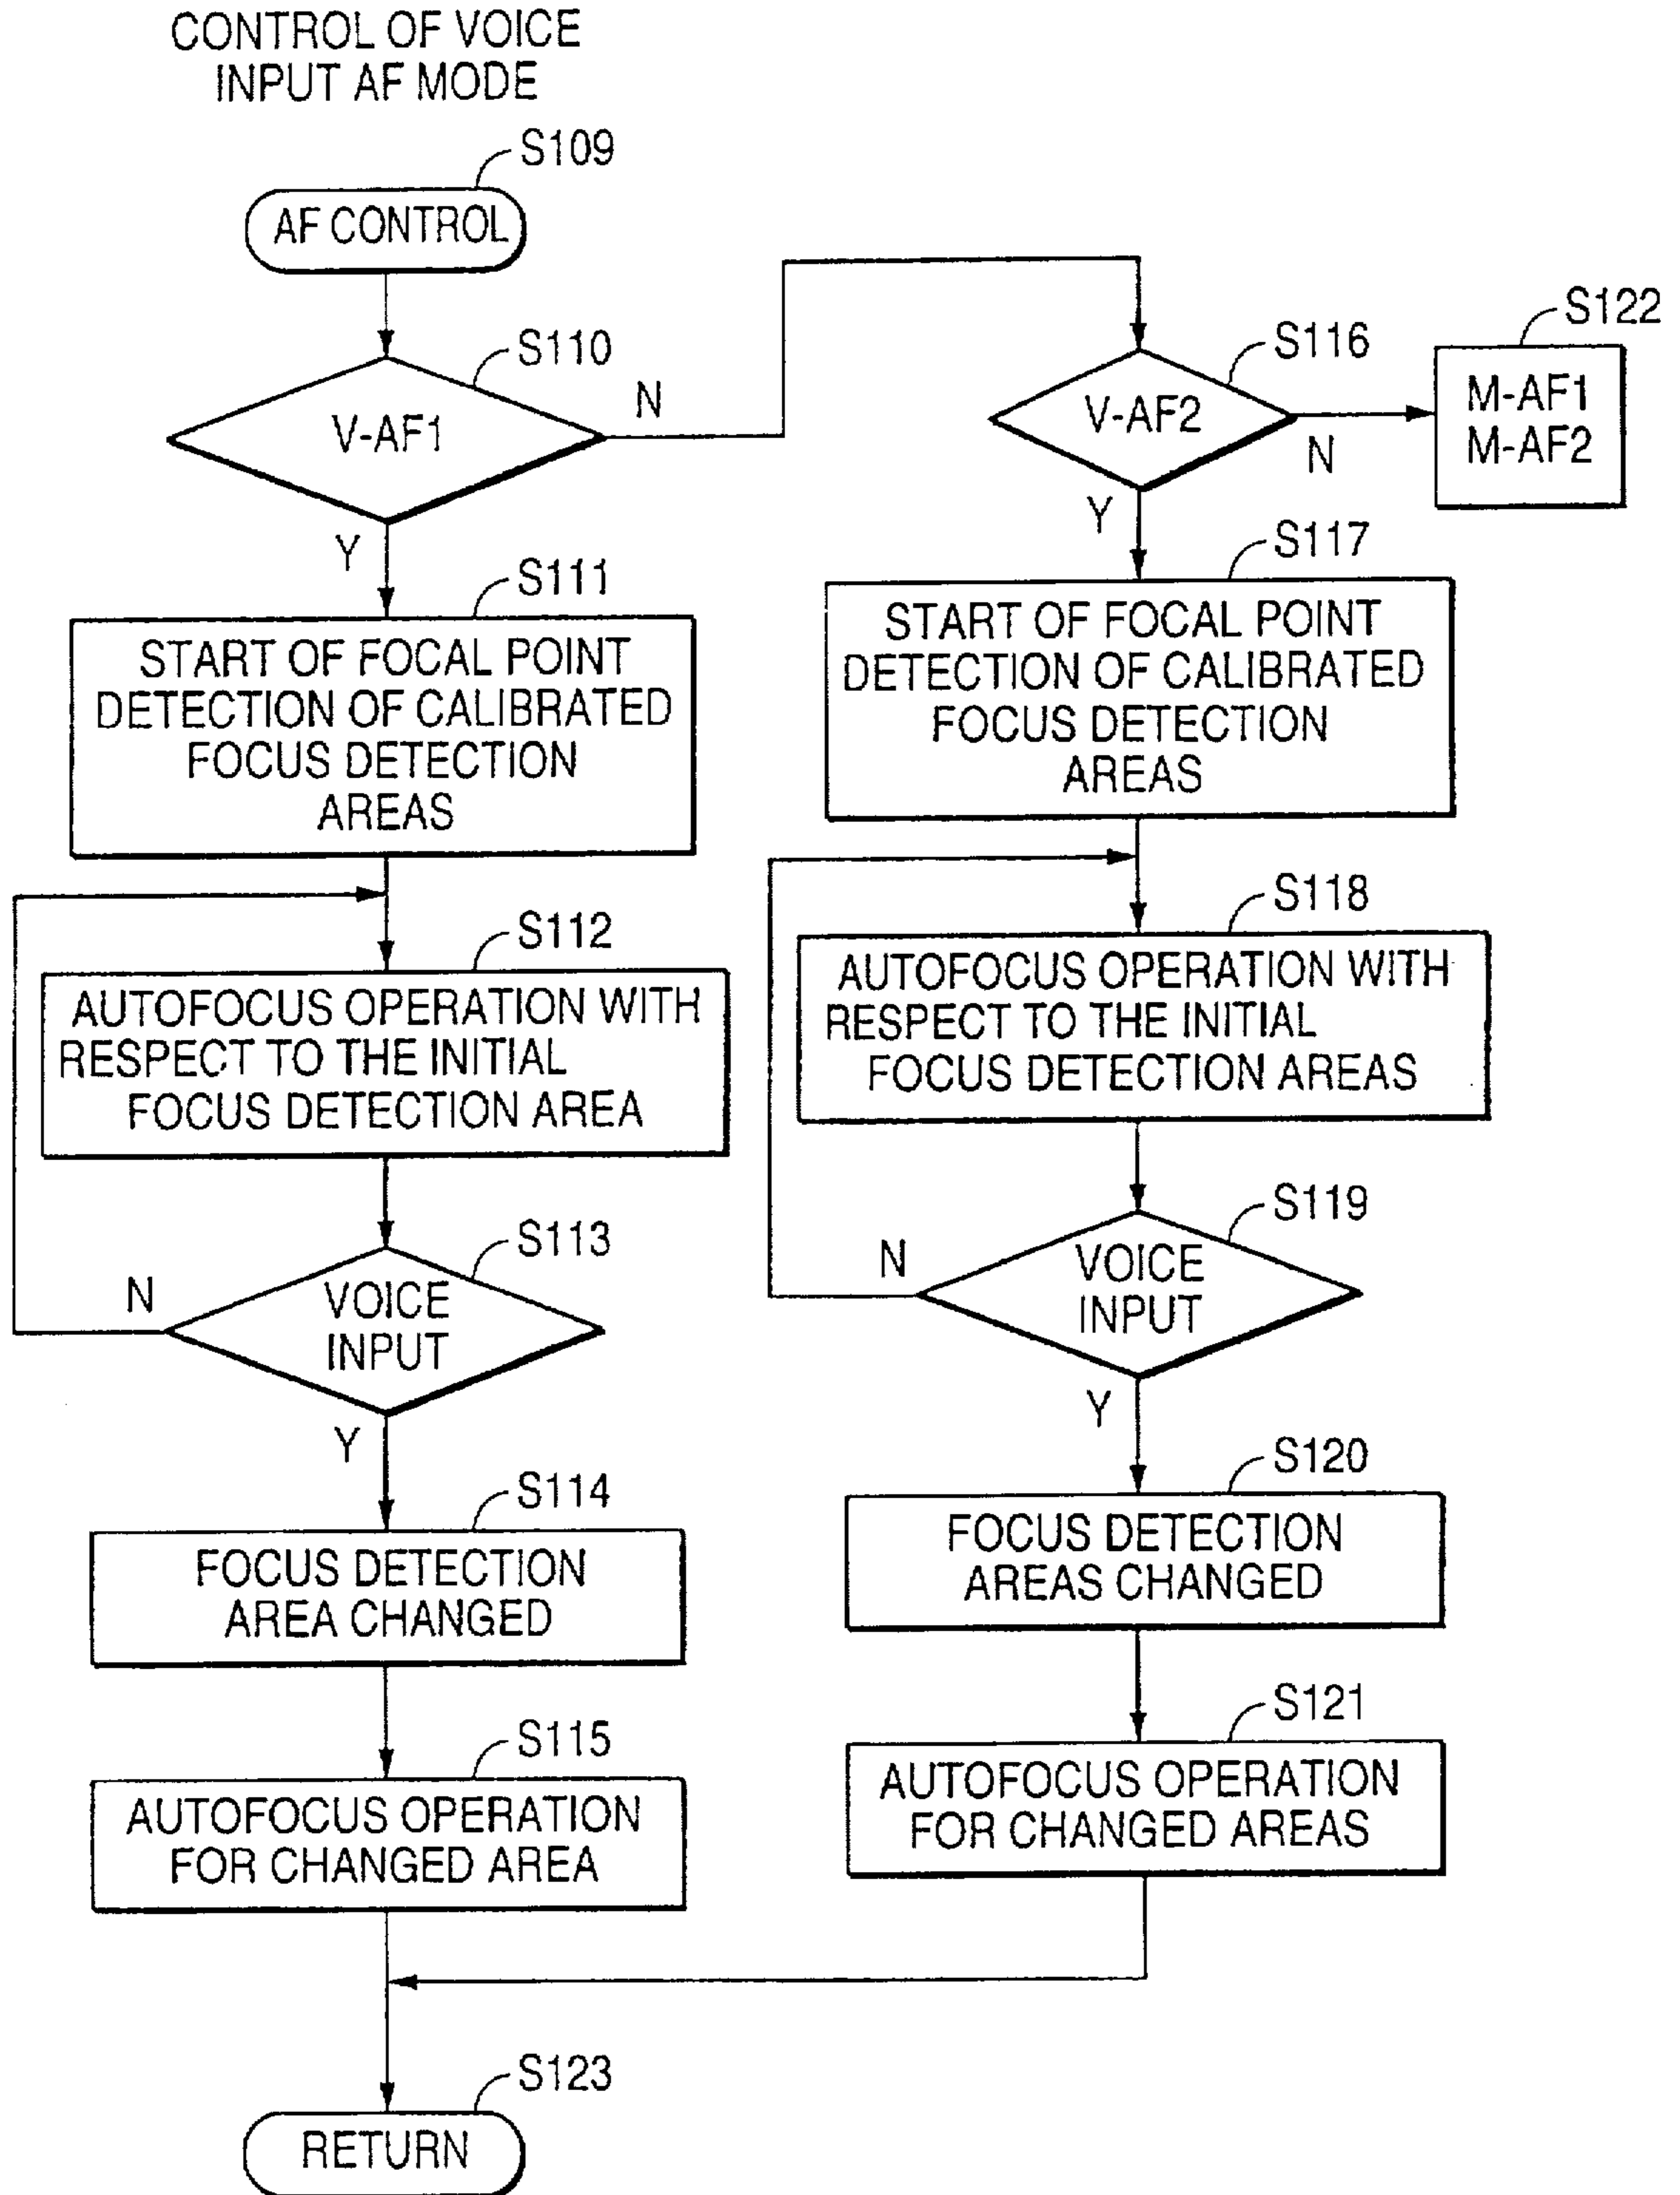 CONTROL OF VOICE
INPUT AF MODE
S109
AF CONTROL
S110
V-AF1
N
Y
S111
START OF FOCAL POINT
DETECTION OF CALIBRATED
FOCUS DETECTION
AREAS
S112
AUTOFOCUS OPERATION WITH
RESPECT TO THE INITIAL
FOCUS DETECTION AREA
S113
VOICE
INPUT
N
Y
S114
FOCUS DETECTION
AREA CHANGED
S115
AUTOFOCUS OPERATION
FOR CHANGED AREA
S116
V-AF2
N
Y
S122
M-AF1
M-AF2
S117
START OF FOCAL POINT
DETECTION OF CALIBRATED
FOCUS DETECTION
AREAS
S118
AUTOFOCUS OPERATION WITH
RESPECT TO THE INITIAL
FOCUS DETECTION AREAS
S119
VOICE
INPUT
N
Y
S120
FOCUS DETECTION
AREAS CHANGED
S121
AUTOFOCUS OPERATION
FOR CHANGED AREAS
S123
RETURN